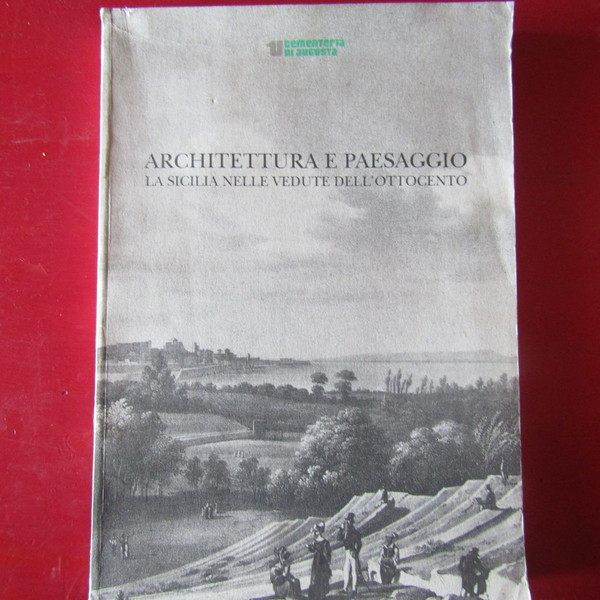 cementeria
di augusta
ARCHITETTURA E PAESAGGIO
LA SICILIA NELLE VEDUTE DELL'OTTOCENTO